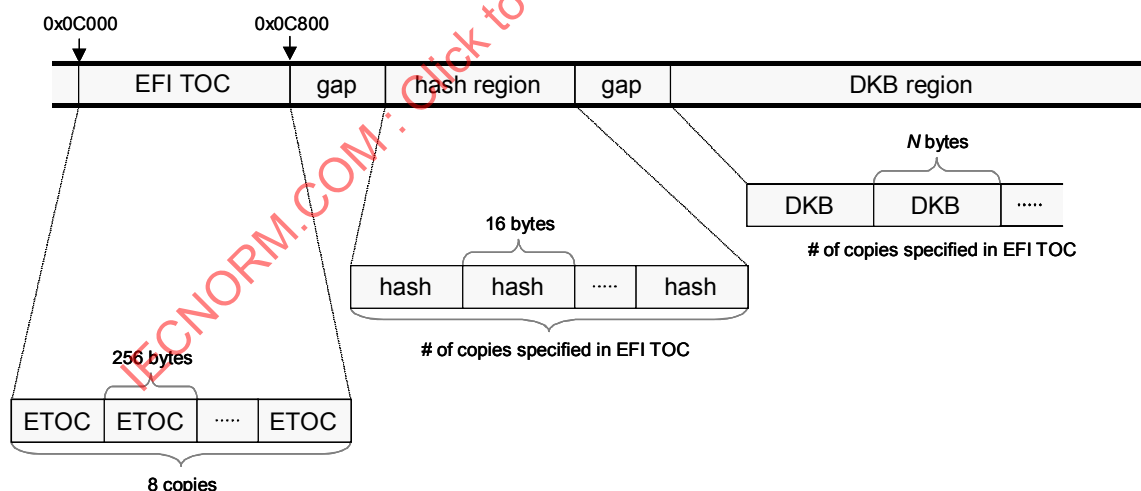 0x0C000 0x0C800
EFI TOC gap hash region gap DKB region
N bytes
DKB DKB .....
# of copies specified in EFI TOC
16 bytes
hash hash ..... hash
# of copies specified in EFI TOC
256 bytes
ETOC ETOC ..... ETOC
8 copies
IECNORM.COM : Click to